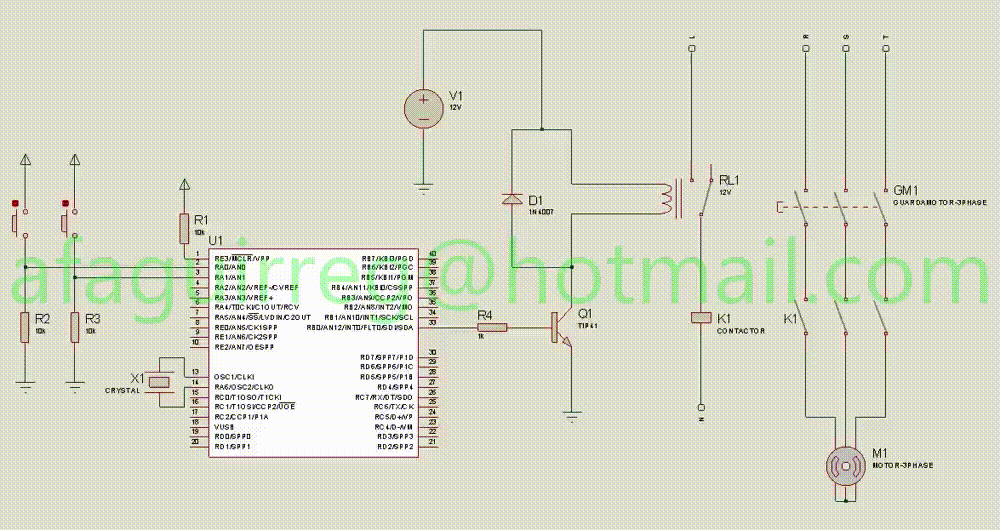 L
R
S
T
V1
12V
RL1
12V
GM1
GUARDAMOTOR-3PHASE
D1
1N4007
R1
10k
U1
afaguirrem@hotmail.com
1 RE3/MCLR/VPP
2 RA0/AN0
3 RA1/AN1
4 RA2/AN2/VREF-/CVREF
5 RA3/AN3/VREF+
6 RA4/T0CKI/C1OUT/RCV
7 RA5/AN4/SS/LVDIN/C2OUT
8 RE0/AN5/CK1SPP
9 RE1/AN6/CK2SPP
10 RE2/AN7/OESPP
13 OSC1/CLKI
14 RA6/OSC2/CLKO
15 RC0/T1OSO/T1CKI
16 RC1/T1OSI/CCP2/UOE
17 RC2/CCP1/P1A
18 VUSB
19 RD0/SPP0
20 RD1/SPP1
RB7/KBI3/PGD 40
RB6/KBI2/PGC 39
RB5/KBI1/PGM 38
RB4/AN11/KBI0/CSSPP 37
RB3/AN9/CCP2/VPO 36
RB2/AN8/INT2/VMO 35
RB1/AN10/INT1/SCK/SCL 34
RB0/AN12/INT0/FLT0/SDI/SDA 33
RD7/SPP7/P1D 30
RD6/SPP6/P1C 29
RD5/SPP5/P1B 28
RD4/SPP4 27
RC7/RX/DT/SDO 26
RC6/TX/CK 25
RC5/D+/VP 24
RC4/D-/VM 23
RD3/SPP3 22
RD2/SPP2 21
R2
10k
R3
10k
R4
1k
Q1
TIP41
K1
CONTACTOR
K1
X1
CRYSTAL
N
M1
MOTOR-3PHASE